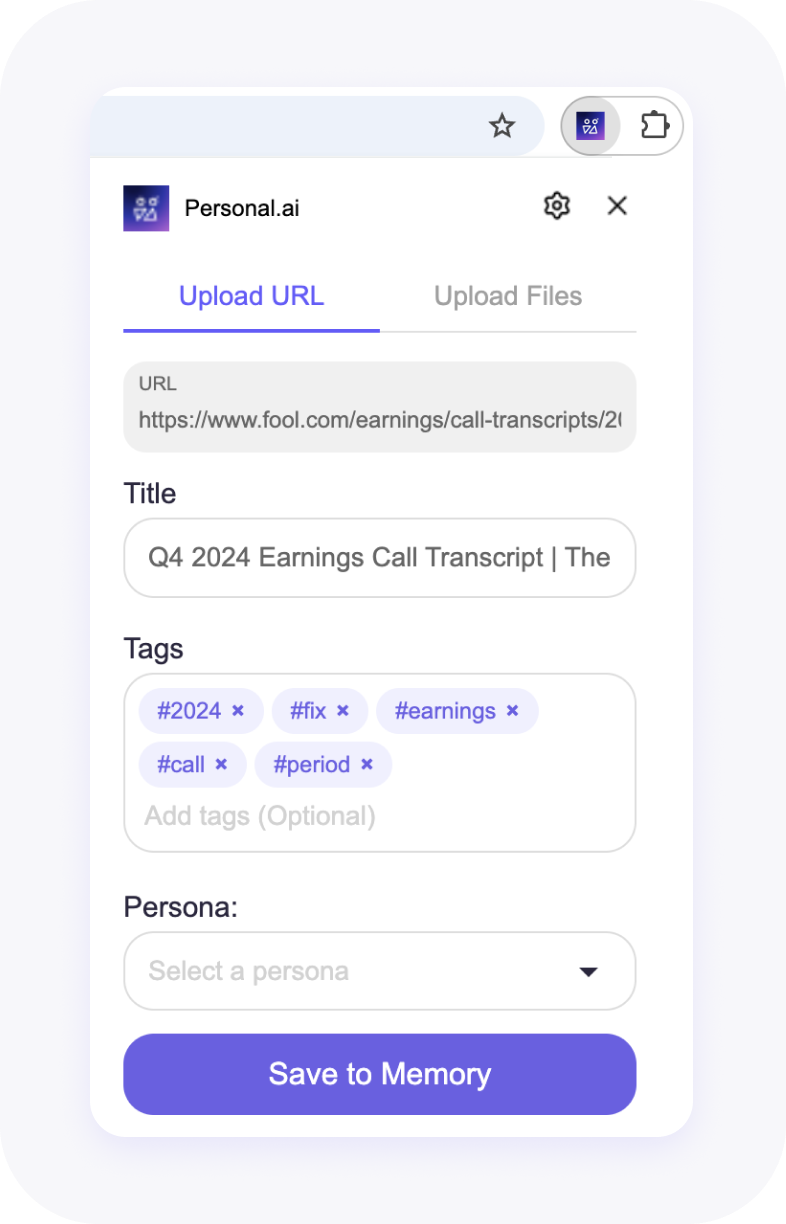 Personal.ai
Upload URL Upload Files
URL
https://www.fool.com/earnings/call-transcripts/20
Title
Q4 2024 Earnings Call Transcript | The
Tags
#2024 × #fix × #earnings ×
#call × #period ×
Add tags (Optional)
Persona:
Select a persona
Save to Memory